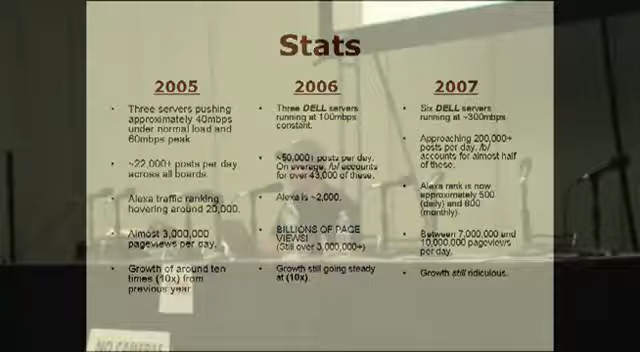 Stats
2005
• Three servers pushing
approximately 40mbps
under normal load and
60mbps peak
• ~22,000+ posts per day
across all boards.
• Alexa traffic ranking
hovering around 20,000.
• Almost 3,000,000
pageviews per day.
• Growth of around ten
times (10x) from
previous year
2006
• Three DELL servers
running at 100mbps
constant.
• ~50,000+ posts per day.
On average, /b/ accounts
for over 43,000 of these.
• Alexa is ~2,000.
• BILLIONS OF PAGE
VIEWS!
(Still over 3,000,000+)
• Growth still going steady
at (10x).
2007
• Six DELL servers
running at ~300mbps.
• Approaching 200,000+
posts per day. /b/
accounts for almost half
of these.
• Alexa rank is now
approximately 500
(daily) and 800
(monthly).
• Between 7,000,000 and
10,000,000 pageviews
per day.
• Growth still ridiculous.
NO CAMERAS